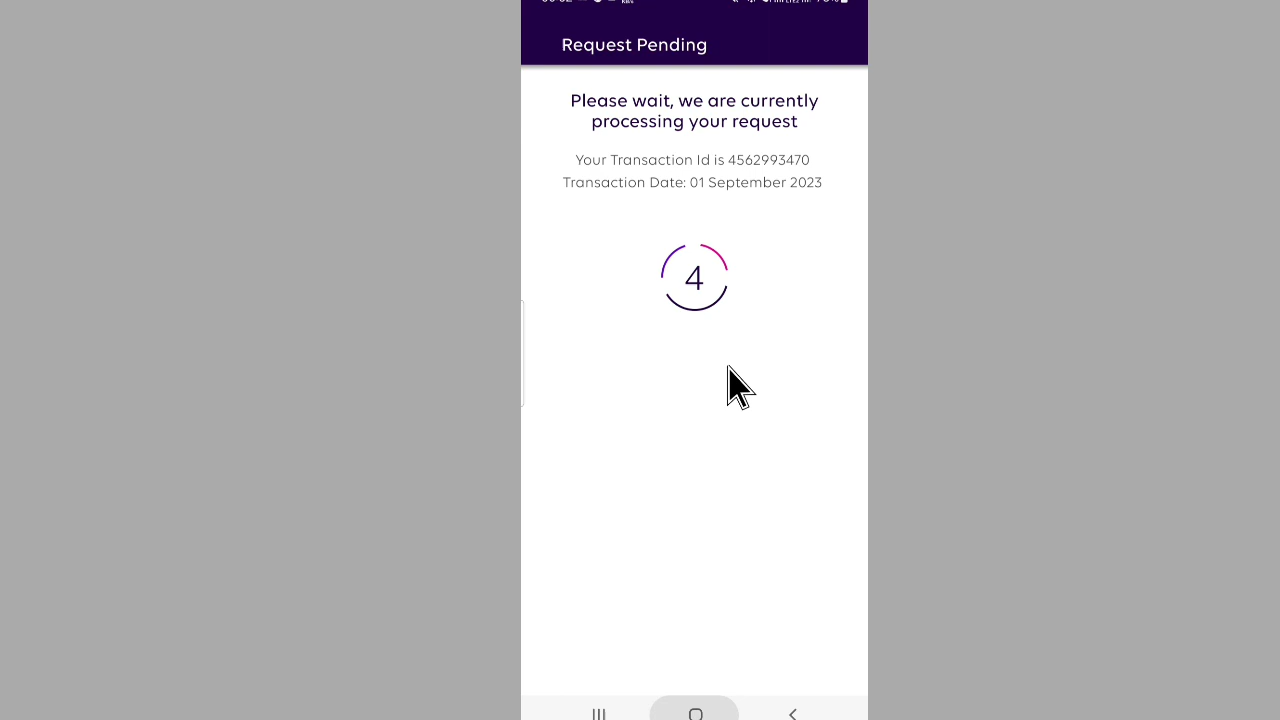 Request Pending
Please wait, we are currently
processing your request
Your Transaction Id is 4562993470
Transaction Date: 01 September 2023
4